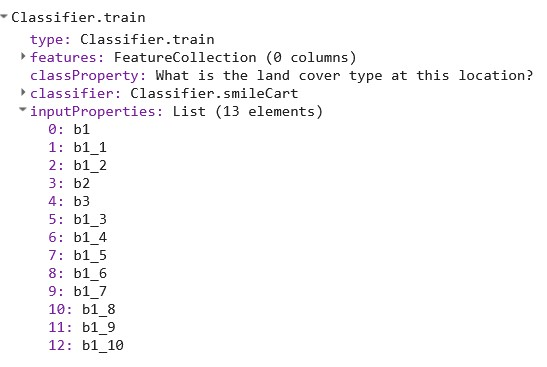 Classifier.train
type: Classifier.train
features: FeatureCollection (0 columns)
classProperty: What is the land cover type at this location?
classifier: Classifier.smileCart
inputProperties: List (13 elements)
0: b1
1: b1_1
2: b1_2
3: b2
4: b3
5: b1_3
6: b1_4
7: b1_5
8: b1_6
9: b1_7
10: b1_8
11: b1_9
12: b1_10